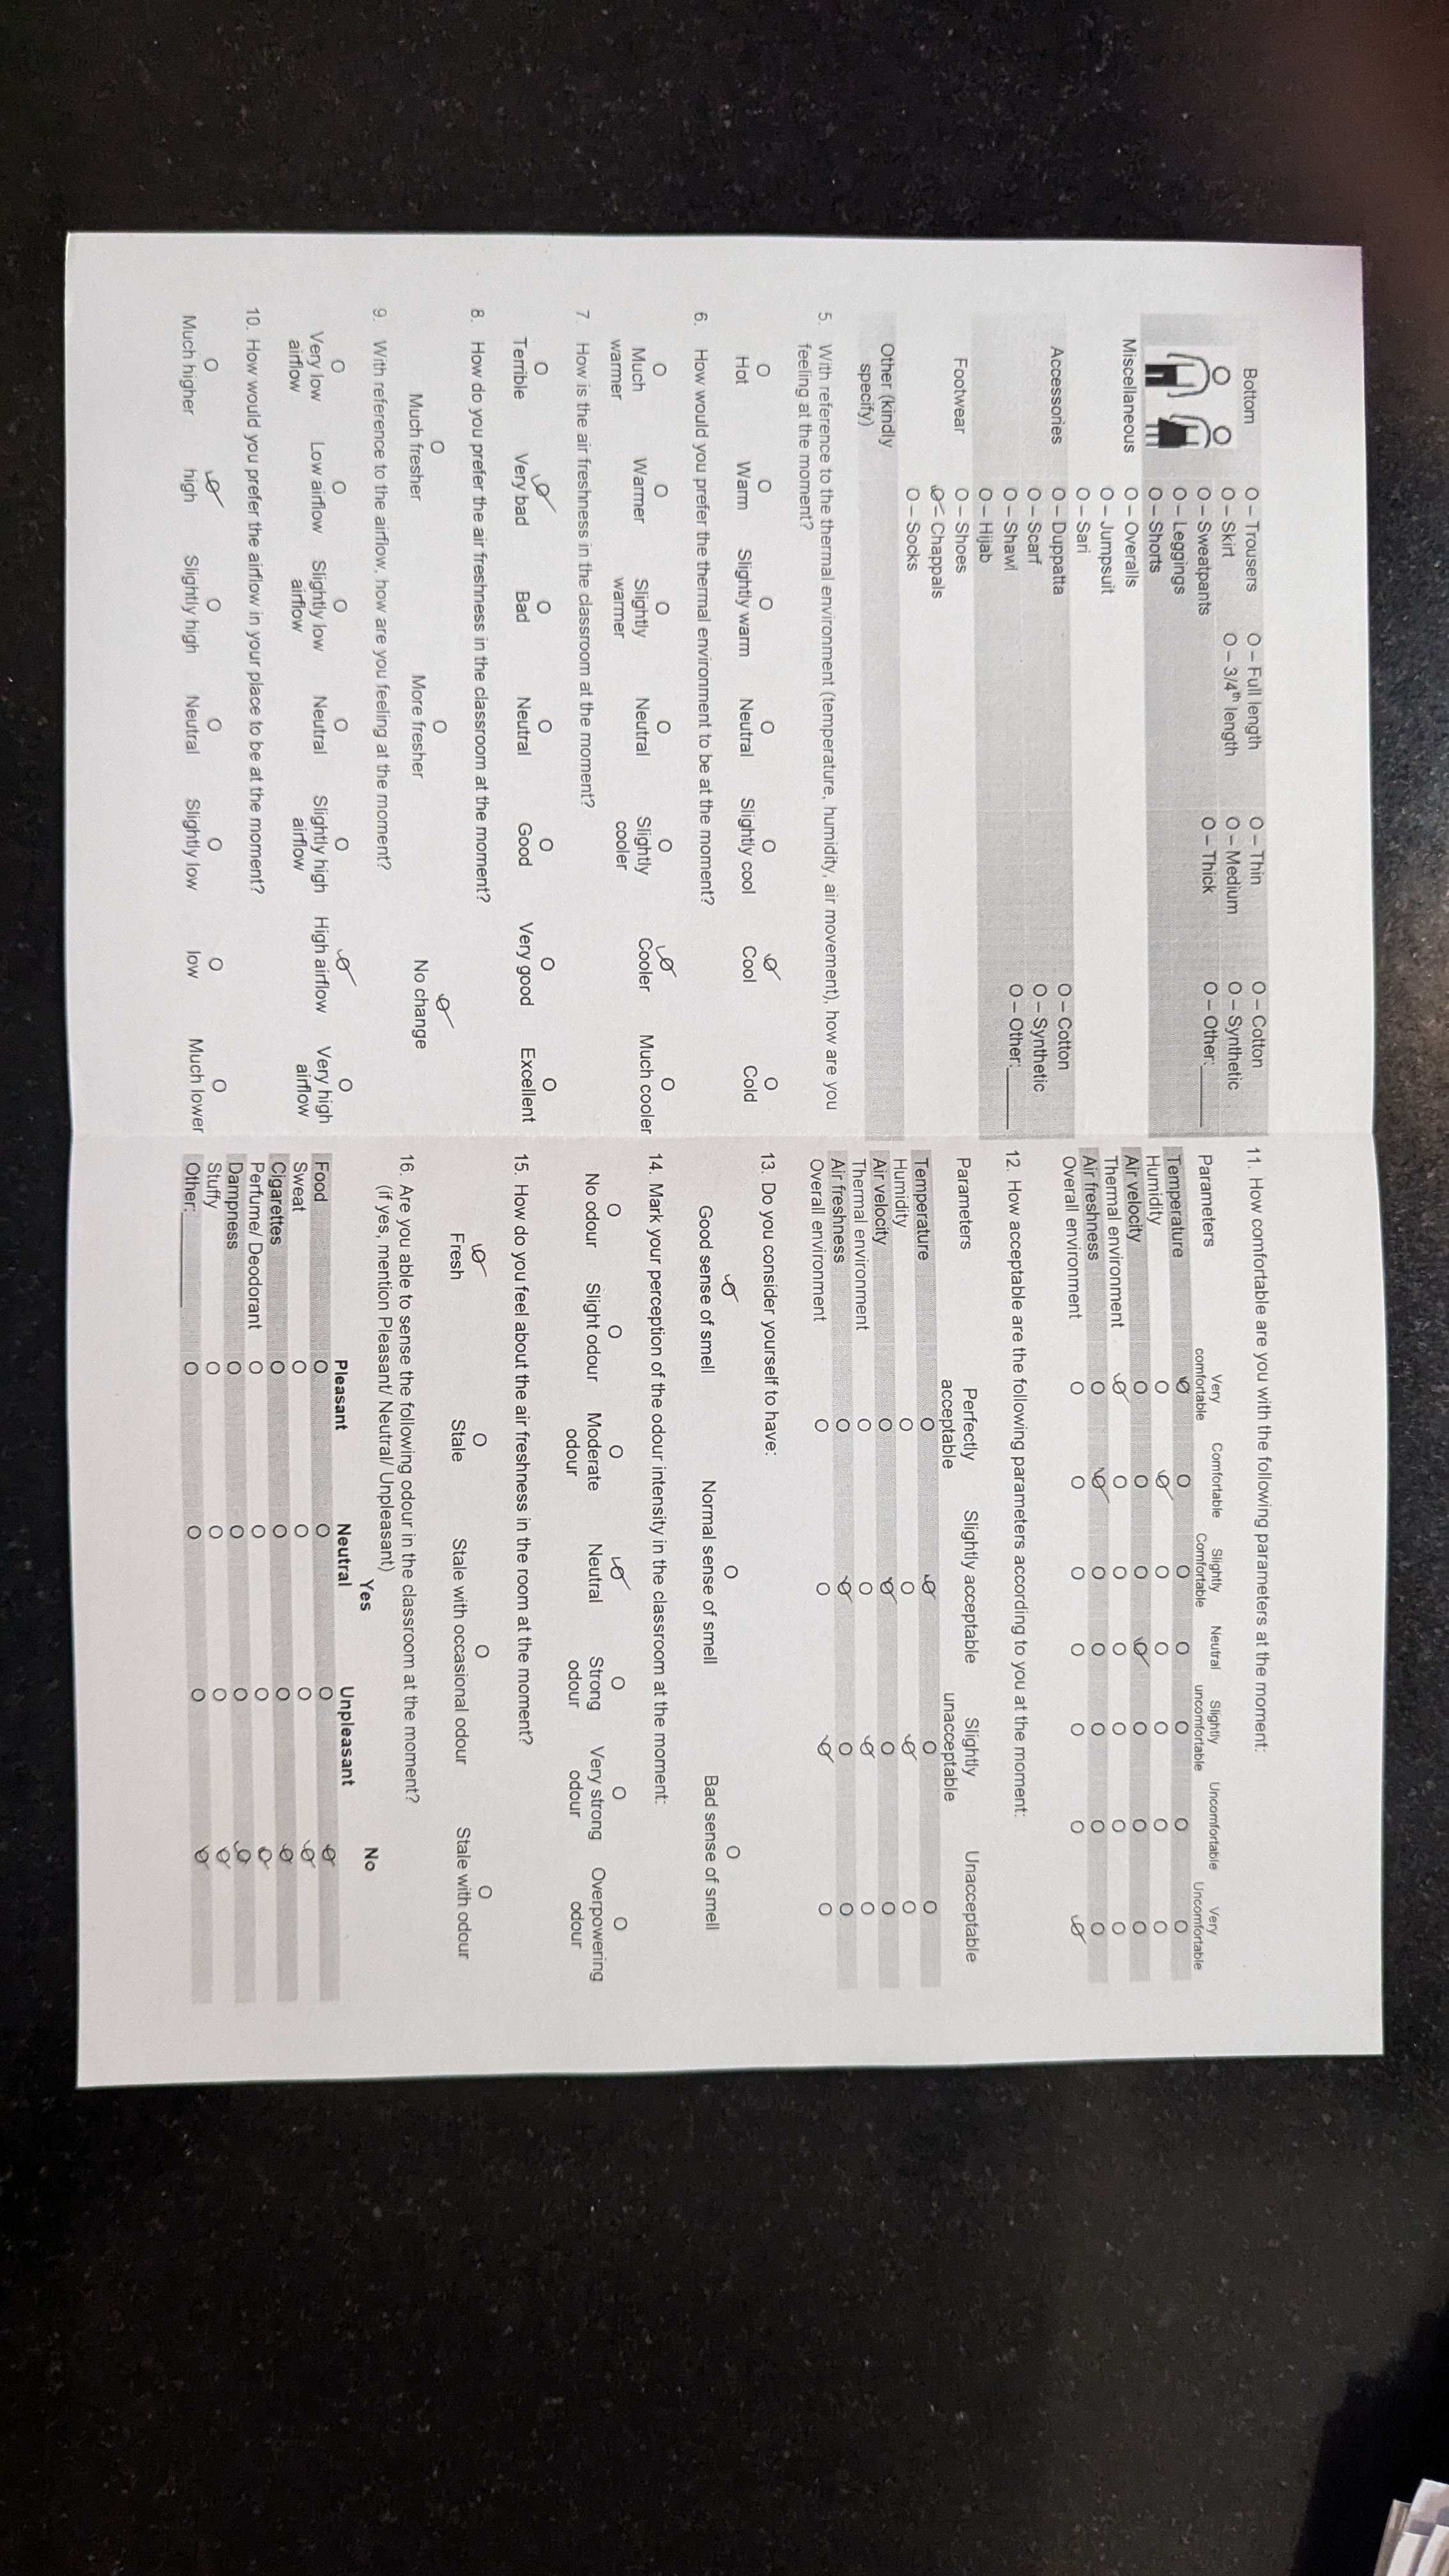 Bottom
O – Trousers O – Full length O – Thin O – Cotton
O – Skirt O – 3/4th length O – Medium O – Synthetic
O – Sweatpants O – Thick O – Other:______
O – Leggings
O – Shorts
Miscellaneous O – Overalls
O – Jumpsuit
O – Sari
Accessories O – Duppatta O – Cotton
O – Scarf O – Synthetic
O – Shawl O – Other:______
O – Hijab
Footwear O – Shoes
O – Chappals
O – Socks
Other (kindly
specify)
5. With reference to the thermal environment (temperature, humidity, air movement), how are you
feeling at the moment?
O O O O O O O
Hot Warm Slightly warm Neutral Slightly cool Cool Cold
6. How would you prefer the thermal environment to be at the moment?
O O O O O O O
Much Warmer Slightly Neutral Slightly Cooler Much cooler
warmer warmer cooler
7. How is the air freshness in the classroom at the moment?
O O O O O O O
Terrible Very bad Bad Neutral Good Very good Excellent
8. How do you prefer the air freshness in the classroom at the moment?
O O O
Much fresher More fresher No change
9. With reference to the airflow, how are you feeling at the moment?
O O O O O O O
Very low Low airflow Slightly low Neutral Slightly high High airflow Very high
airflow airflow airflow airflow
10. How would you prefer the airflow in your place to be at the moment?
O O O O O O O
Much higher high Slightly high Neutral Slightly low low Much lower
11. How comfortable are you with the following parameters at the moment:
Parameters Very Comfortable Slightly Neutral Slightly Uncomfortable Very
comfortable Comfortable uncomfortable Uncomfortable
Temperature O O O O O O O
Humidity O O O O O O O
Air velocity O O O O O O O
Thermal environment O O O O O O O
Air freshness O O O O O O O
Overall environment O O O O O O O
12. How acceptable are the following parameters according to you at the moment:
Parameters Perfectly Slightly acceptable Slightly Unacceptable
acceptable unacceptable
Temperature O O O O
Humidity O O O O
Air velocity O O O O
Thermal environment O O O O
Air freshness O O O O
Overall environment O O O O
13. Do you consider yourself to have:
O O O
Good sense of smell Normal sense of smell Bad sense of smell
14. Mark your perception of the odour intensity in the classroom at the moment:
O O O O O O O
No odour Slight odour Moderate Neutral Strong Very strong Overpowering
odour odour odour odour
15. How do you feel about the air freshness in the room at the moment?
O O O O
Fresh Stale Stale with occasional odour Stale with odour
16. Are you able to sense the following odour in the classroom at the moment?
(if yes, mention Pleasant/ Neutral/ Unpleasant)
Yes No
Pleasant Neutral Unpleasant
Food O O O O
Sweat O O O O
Cigarettes O O O O
Perfume/ Deodorant O O O O
Dampness O O O O
Stuffy O O O O
Other:__________ O O O O